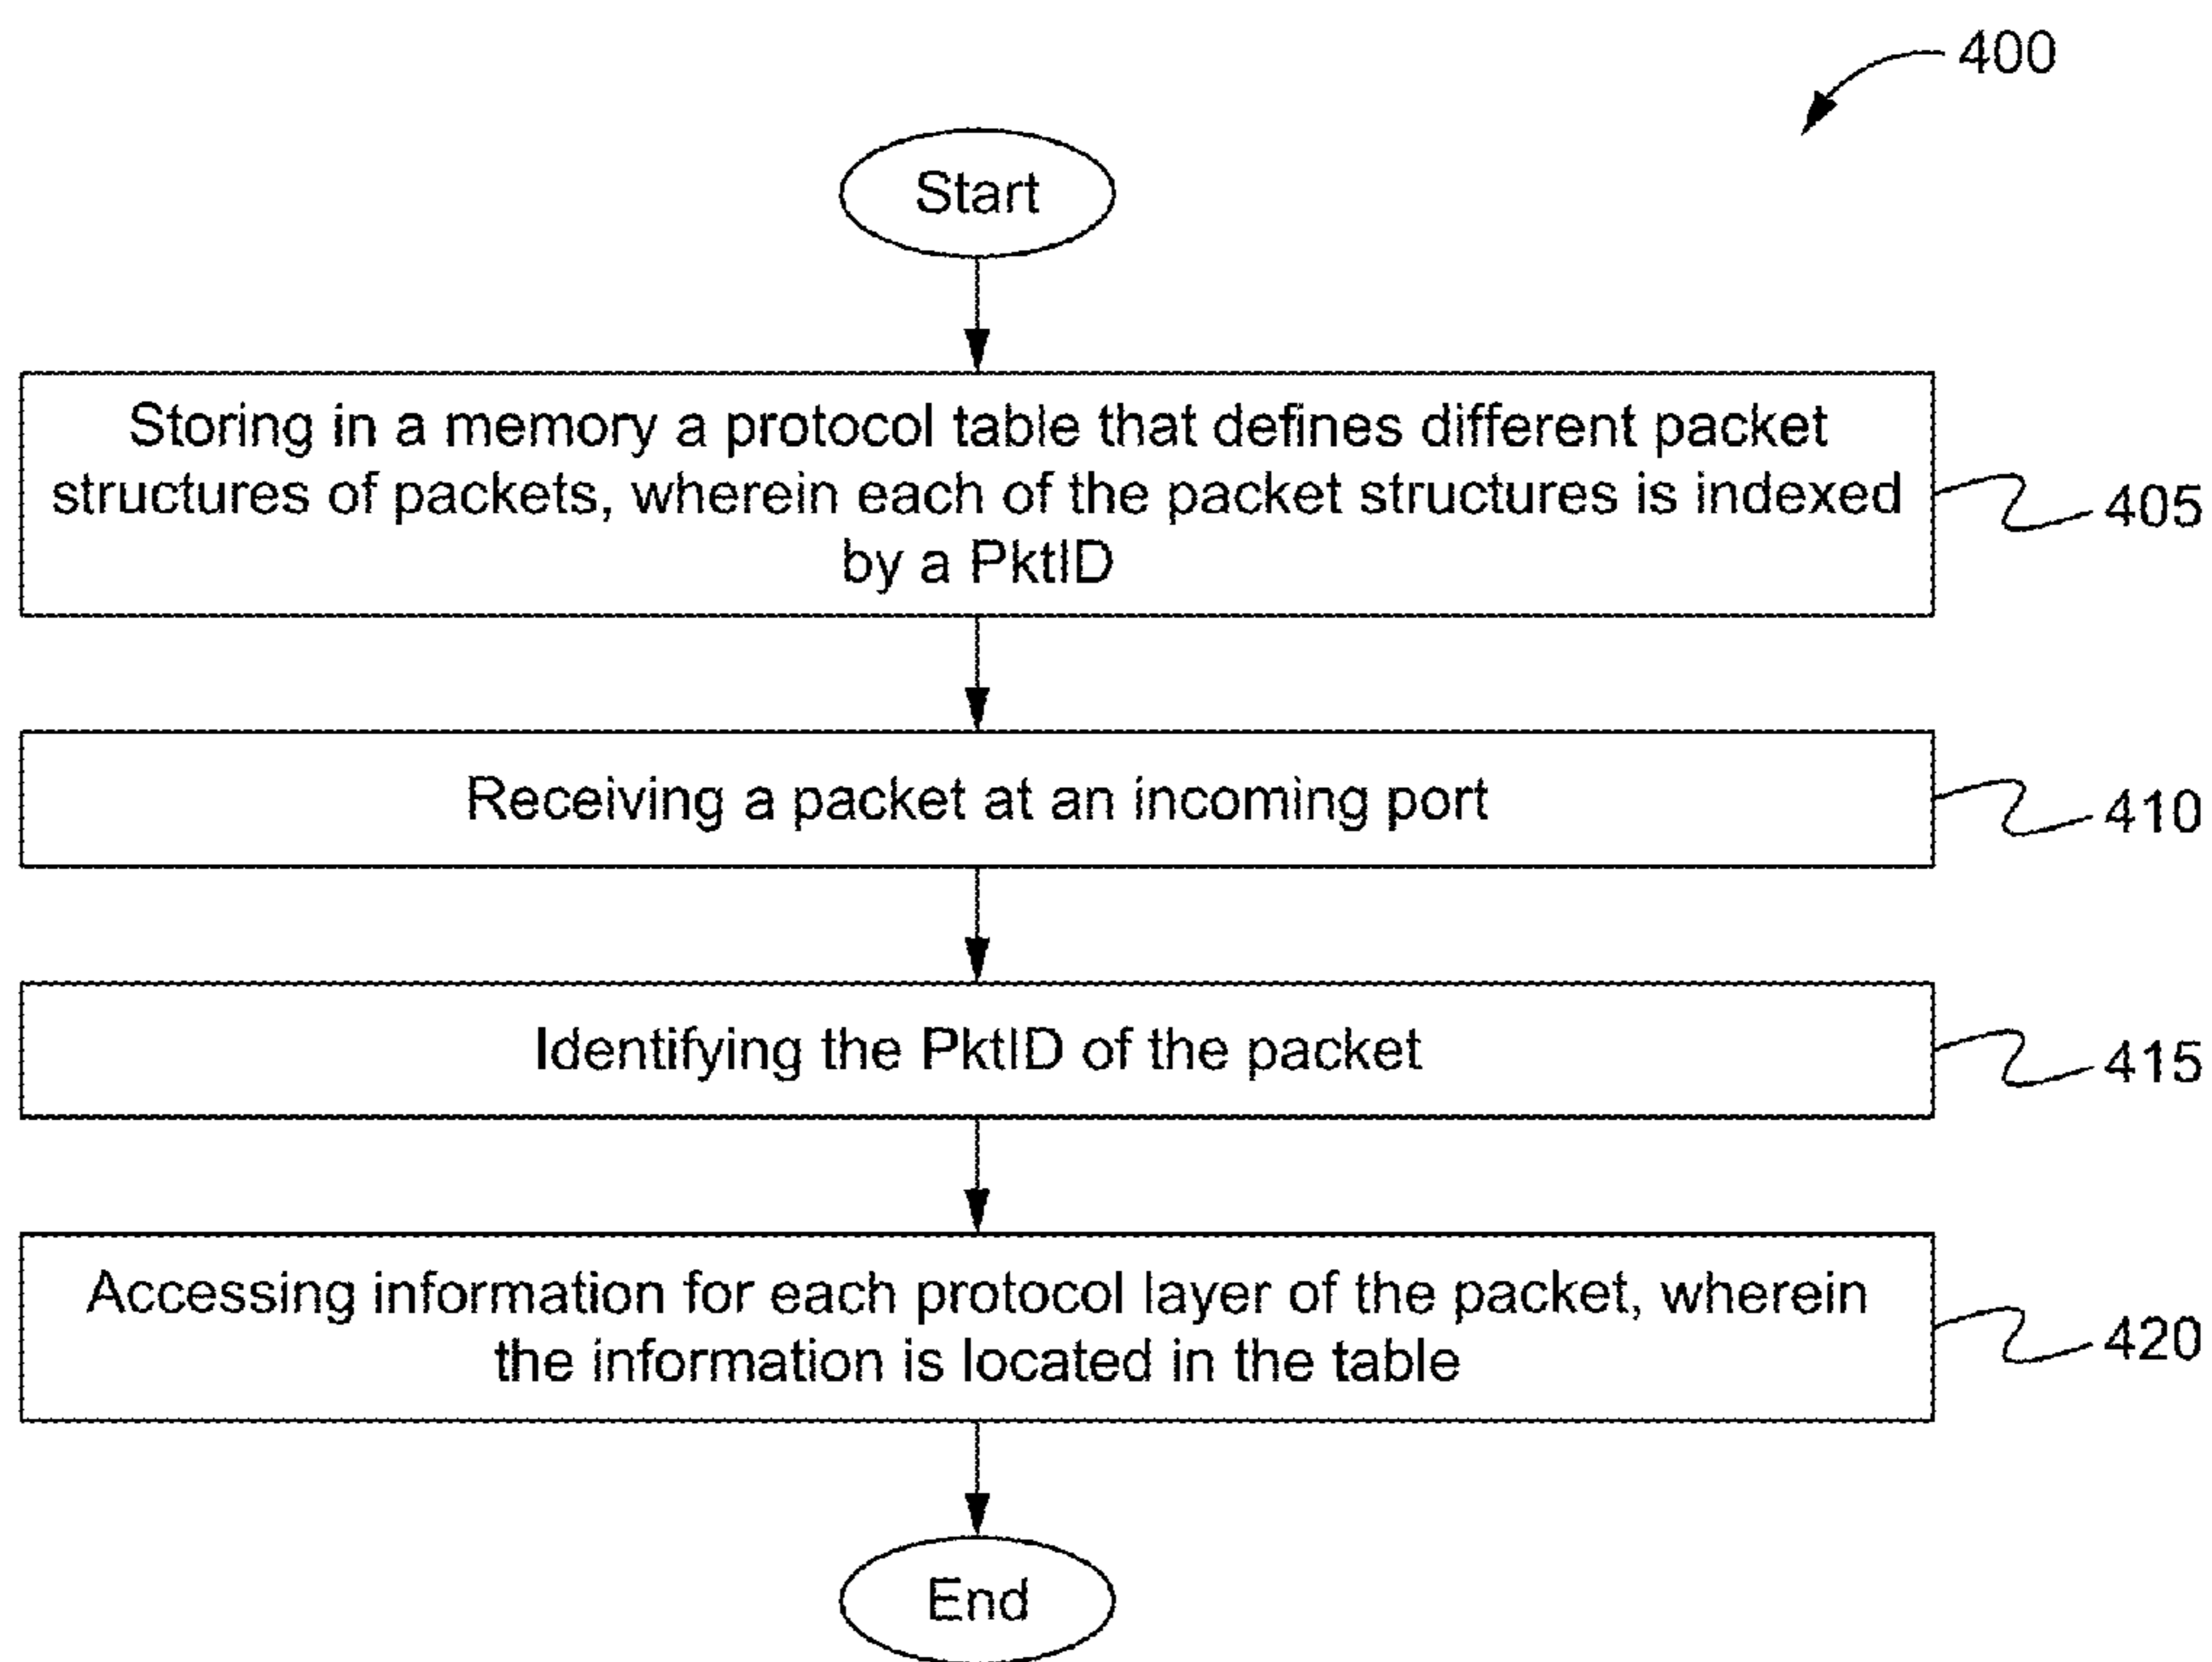 400
Start
Storing in a memory a protocol table that defines different packet
structures of packets, wherein each of the packet structures is indexed
by a PktID
405
Receiving a packet at an incoming port
410
Identifying the PktID of the packet
415
Accessing information for each protocol layer of the packet, wherein
the information is located in the table
420
End